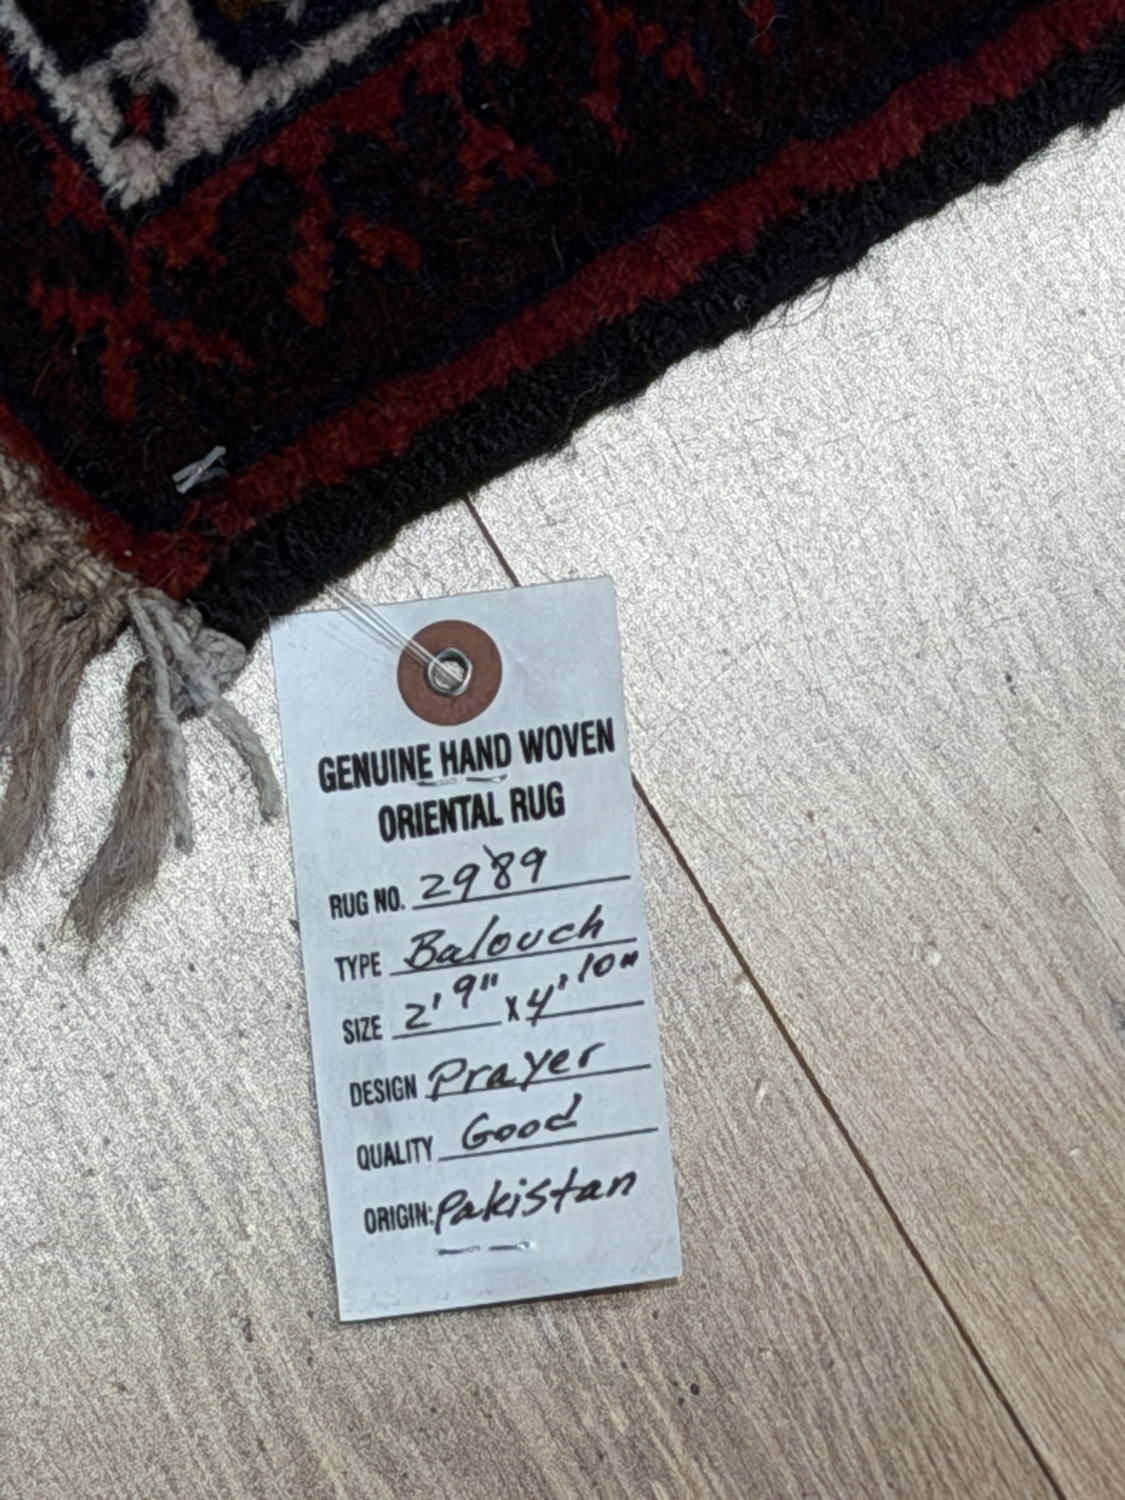 GENUINE HAND WOVEN
ORIENTAL RUG
RUG NO. 2989
TYPE Balouch
SIZE 2' 9" x 4' 10"
DESIGN Prayer
QUALITY Good
ORIGIN: Pakistan